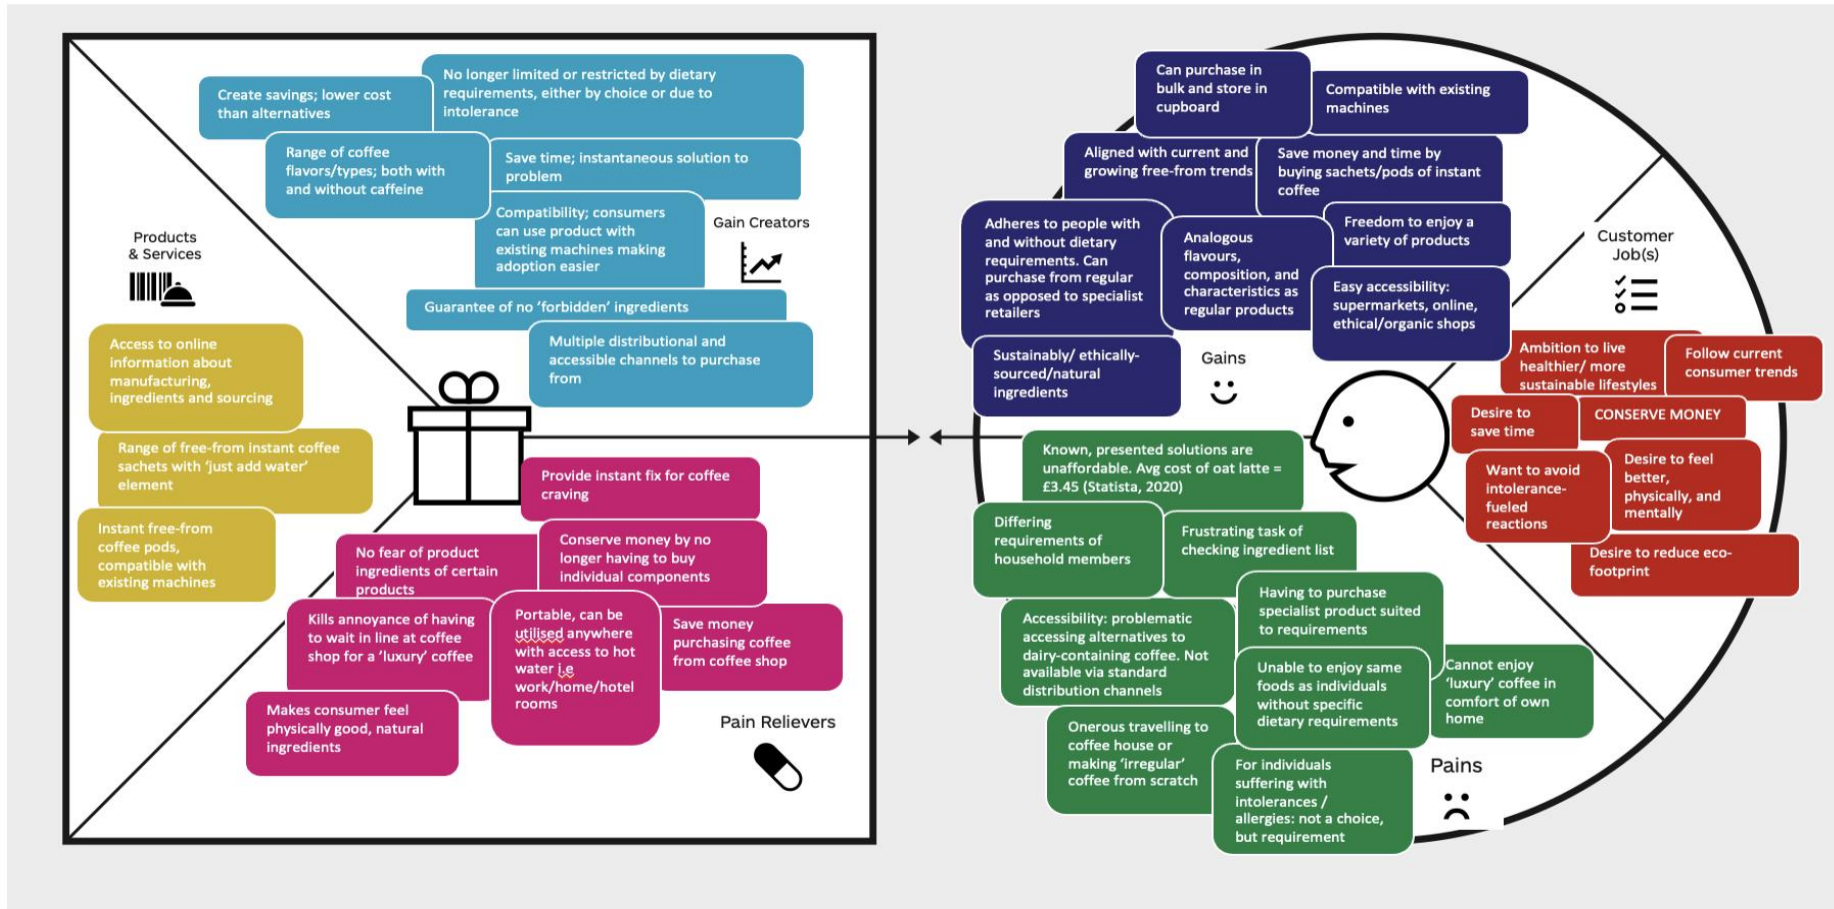 Create savings; lower cost
than alternatives
No longer limited or restricted by dietary
requirements, either by choice or due to
intolerance
Range of coffee
flavors/types; both with
and without caffeine
Save time; instantaneous solution to
problem
Compatibility; consumers
can use product with
existing machines making
adoption easier
Gain Creators
Guarantee of no ‘forbidden’ ingredients
Multiple distributional and
accessible channels to purchase
from
Products
& Services
Access to online
information about
manufacturing,
ingredients and sourcing
Range of free-from instant coffee
sachets with ‘just add water’
element
Instant free-from
coffee pods,
compatible with
existing machines
Provide instant fix for coffee
craving
No fear of product
ingredients of certain
products
Conserve money by no
longer having to buy
individual components
Kills annoyance of having
to wait in line at coffee
shop for a ‘luxury’ coffee
Portable, can be
utilised anywhere
with access to hot
water i.e
work/home/hotel
rooms
Save money
purchasing coffee
from coffee shop
Makes consumer feel
physically good, natural
ingredients
Pain Relievers
Can purchase in
bulk and store in
cupboard
Compatible with existing
machines
Aligned with current and
growing free-from trends
Save money and time by
buying sachets/pods of instant
coffee
Adheres to people with
and without dietary
requirements. Can
purchase from regular
as opposed to specialist
retailers
Analogous
flavours,
composition, and
characteristics as
regular products
Freedom to enjoy a
variety of products
Easy accessibility:
supermarkets, online,
ethical/organic shops
Sustainably/ ethically-
sourced/natural
ingredients
Gains
Customer
Job(s)
Ambition to live
healthier/ more
sustainable lifestyles
Follow current
consumer trends
Desire to
save time
CONSERVE MONEY
Want to avoid
intolerance-
fueled
reactions
Desire to feel
better,
physically, and
mentally
Desire to reduce eco-
footprint
Known, presented solutions are
unaffordable. Avg cost of oat latte =
£3.45 (Statista, 2020)
Differing
requirements of
household members
Frustrating task of
checking ingredient list
Accessibility: problematic
accessing alternatives to
dairy-containing coffee. Not
available via standard
distribution channels
Having to purchase
specialist product suited
to requirements
Unable to enjoy same
foods as individuals
without specific
dietary requirements
Cannot enjoy
‘luxury’ coffee in
comfort of own
home
Onerous travelling to
coffee house or
making ‘irregular’
coffee from scratch
For individuals
suffering with
intolerances /
allergies: not a choice,
but requirement
Pains